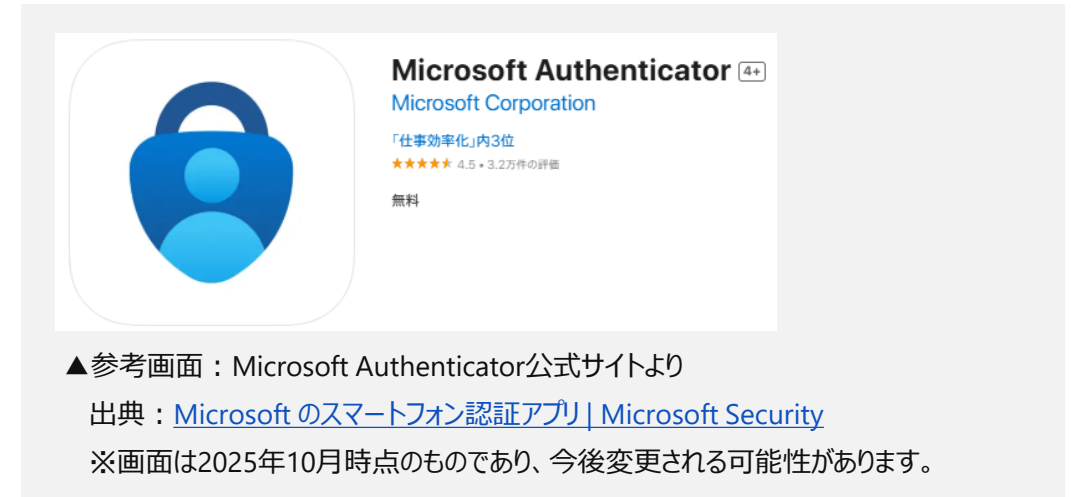 Microsoft Authenticator 4+
Microsoft Corporation
「仕事効率化」内3位
★★★★★ 4.5 • 3.2万件の評価
無料
▲参考画面：Microsoft Authenticator公式サイトより
出典：Microsoft のスマートフォン認証アプリ | Microsoft Security
※画面は2025年10月時点のものであり、今後変更される可能性があります。